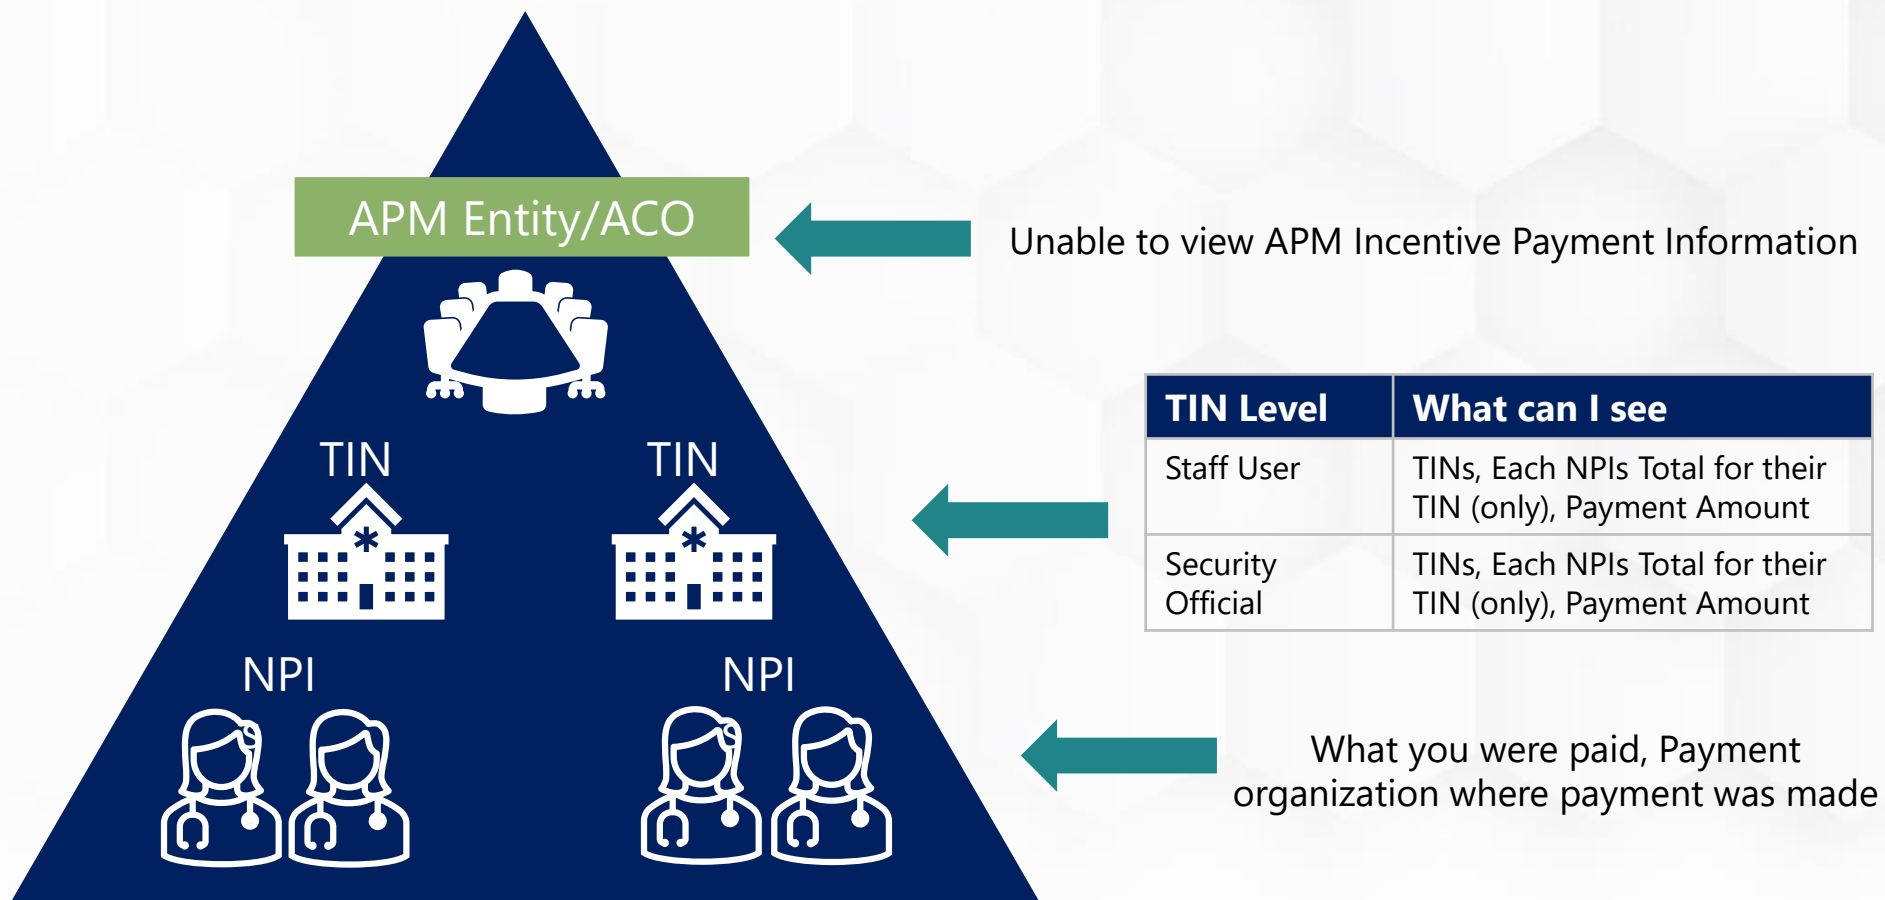 APM Entity/ACO
Unable to view APM Incentive Payment Information
TIN
TIN
TIN Level
What can I see
Staff User
TINs, Each NPIs Total for their
TIN (only), Payment Amount
Security
Official
TINs, Each NPIs Total for their
TIN (only), Payment Amount
NPI
NPI
What you were paid, Payment
organization where payment was made